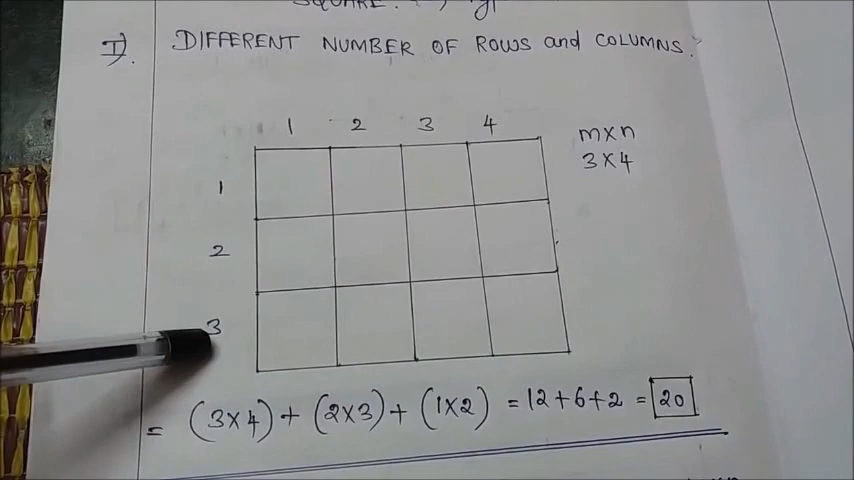 SQUARE.
I). DIFFERENT NUMBER OF ROWS and COLUMNS.
1 2 3 4
m×n
3×4
1
2
3
= (3×4) + (2×3) + (1×2) = 12+6+2 = 20